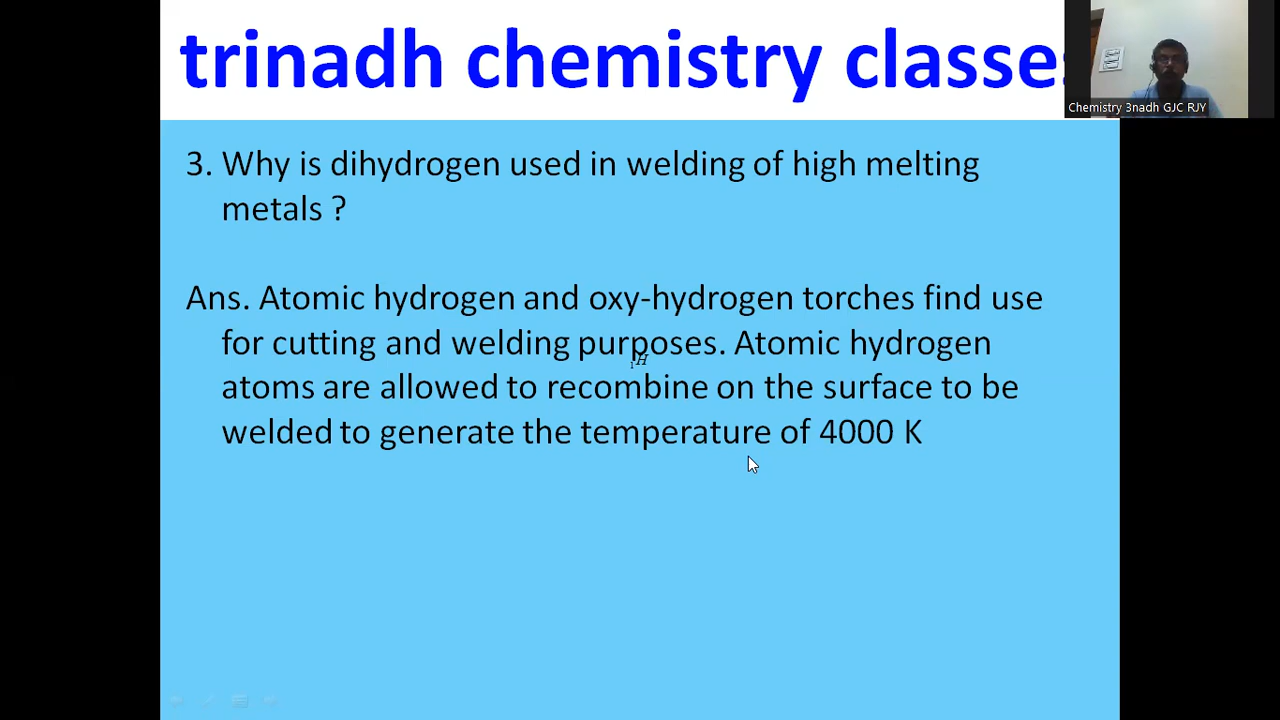 trinadh chemistry classes
Chemistry 3nadh GJC RJY
3. Why is dihydrogen used in welding of high melting
metals ?
Ans. Atomic hydrogen and oxy-hydrogen torches find use
for cutting and welding purposes. Atomic hydrogen
1H
atoms are allowed to recombine on the surface to be
welded to generate the temperature of 4000 K